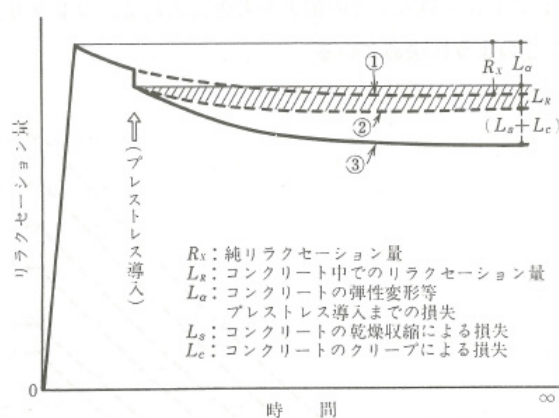 ①
Rx
Lα
LR
②
(Ls+Lc)
③
リラクセーション量
(プレストレス導入)
Rx：純リラクセーション量
LR：コンクリート中でのリラクセーション量
Lα：コンクリートの弾性変形等
プレストレス導入までの損失
Ls：コンクリートの乾燥収縮による損失
Lc：コンクリートのクリープによる損失
0
時　間
∞